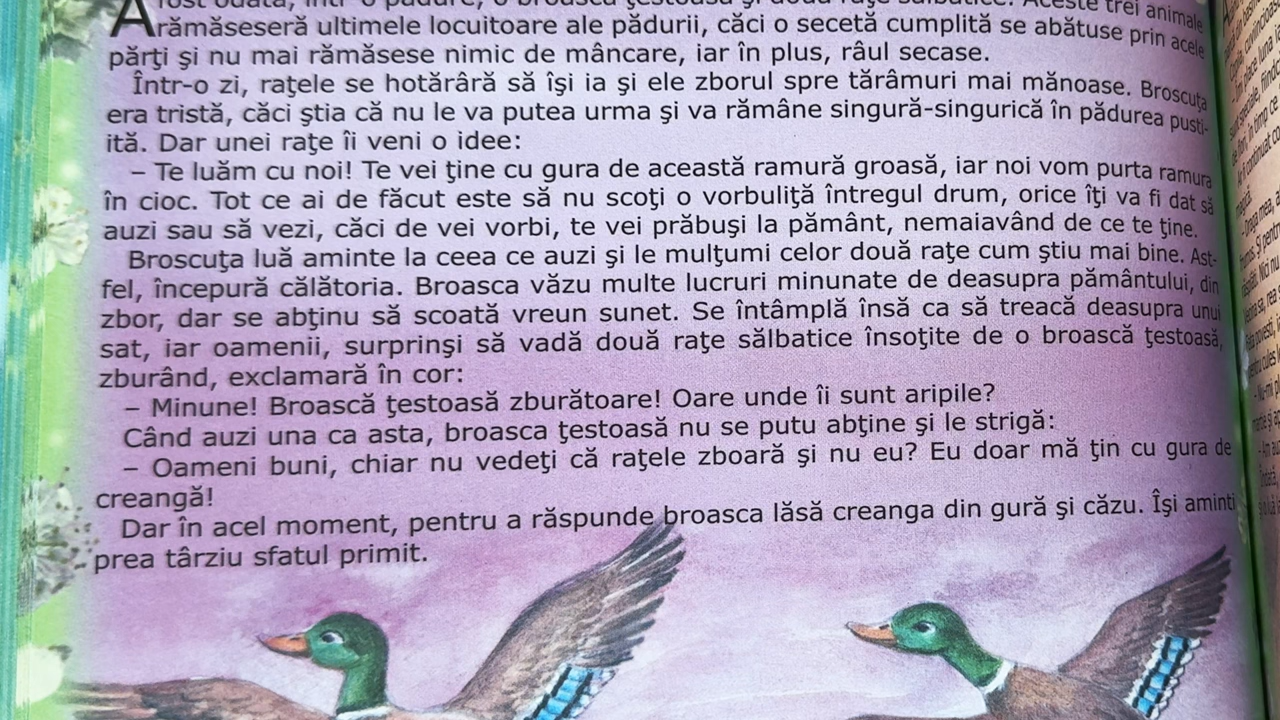 A fost odată, într-o pădure, o broască ţestoasă şi două raţe sălbatice. Aceste trei animale
rămăseseră ultimele locuitoare ale pădurii, căci o secetă cumplită se abătuse prin acele
părţi şi nu mai rămăsese nimic de mâncare, iar în plus, râul secase.
Într-o zi, raţele se hotărâră să îşi ia şi ele zborul spre tărâmuri mai mănoase. Broscuţa
era tristă, căci ştia că nu le va putea urma şi va rămâne singură-singurică în pădurea pusti-
ită. Dar unei raţe îi veni o idee:
– Te luăm cu noi! Te vei ţine cu gura de această ramură groasă, iar noi vom purta ramura
în cioc. Tot ce ai de făcut este să nu scoţi o vorbuliţă întregul drum, orice îţi va fi dat să
auzi sau să vezi, căci de vei vorbi, te vei prăbuşi la pământ, nemaiavând de ce te ţine.
Broscuţa luă aminte la ceea ce auzi şi le mulţumi celor două raţe cum ştiu mai bine. Ast-
fel, începură călătoria. Broasca văzu multe lucruri minunate de deasupra pământului, din
zbor, dar se abţinu să scoată vreun sunet. Se întâmplă însă ca să treacă deasupra unui
sat, iar oamenii, surprinşi să vadă două raţe sălbatice însoţite de o broască ţestoasă,
zburând, exclamară în cor:
– Minune! Broască ţestoasă zburătoare! Oare unde îi sunt aripile?
Când auzi una ca asta, broasca ţestoasă nu se putu abţine şi le strigă:
– Oameni buni, chiar nu vedeţi că raţele zboară şi nu eu? Eu doar mă ţin cu gura de
creangă!
Dar în acel moment, pentru a răspunde broasca lăsă creanga din gură şi căzu. Îşi aminti
prea târziu sfatul primit.